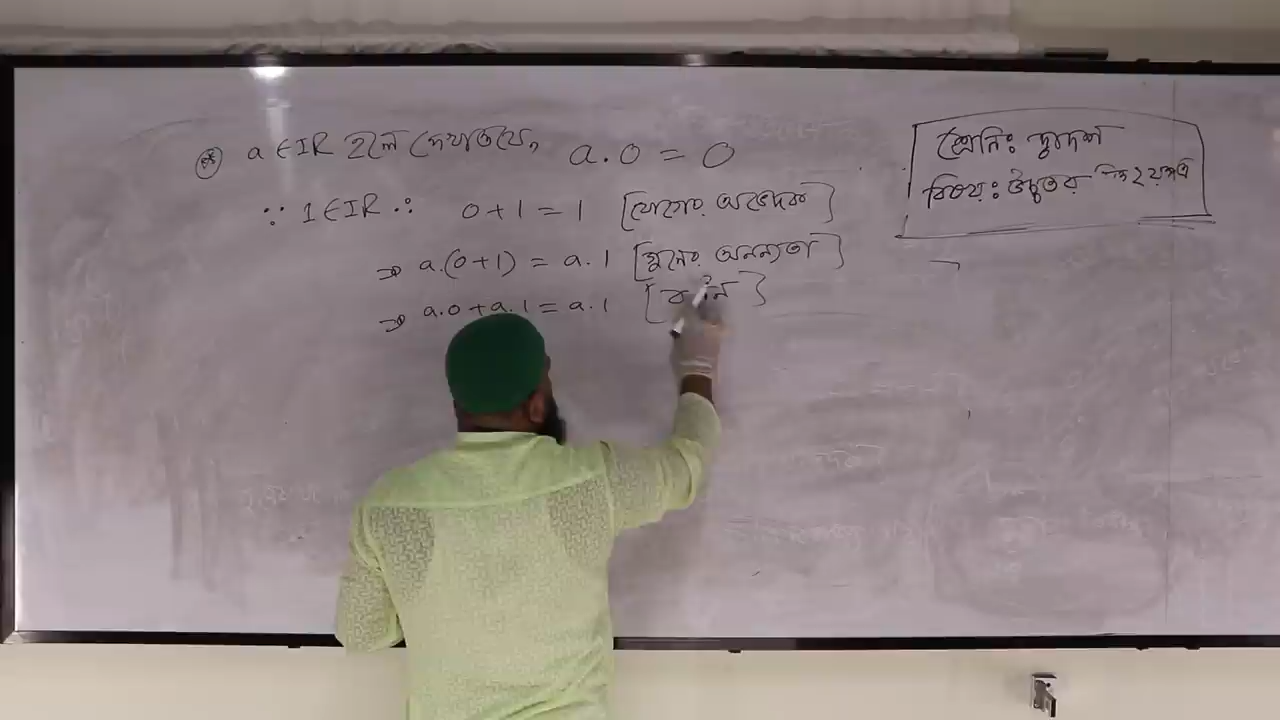 * a ∈ IR হলে দেখাও যে, a.0 = 0
∵ 1 ∈ IR ∴ 0+1 = 1 [যোগের অভেদক]
⇒ a.(0+1) = a.1 [গুনের অনন্যতা]
⇒ a.0 + a.1 = a.1 [
শ্রেনি: দ্বাদশ
বিষয়: উচ্চতর ২য় পত্র